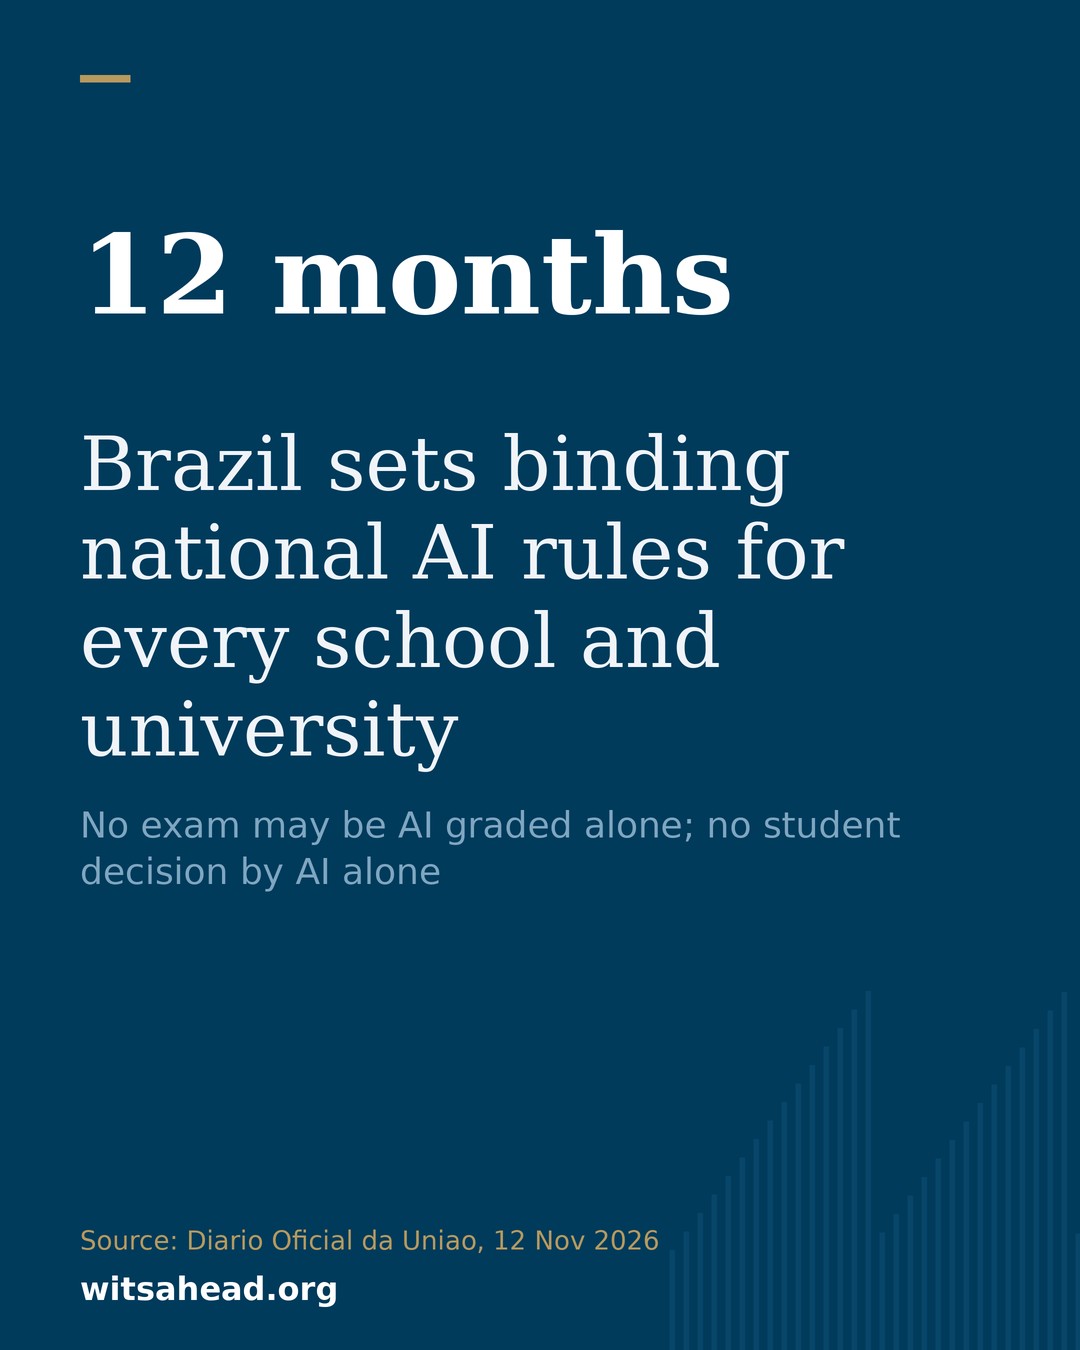 12 months
Brazil sets binding
national AI rules for
every school and
university
No exam may be AI graded alone; no student
decision by AI alone
Source: Diario Oficial da Uniao, 12 Nov 2026
witsahead.org